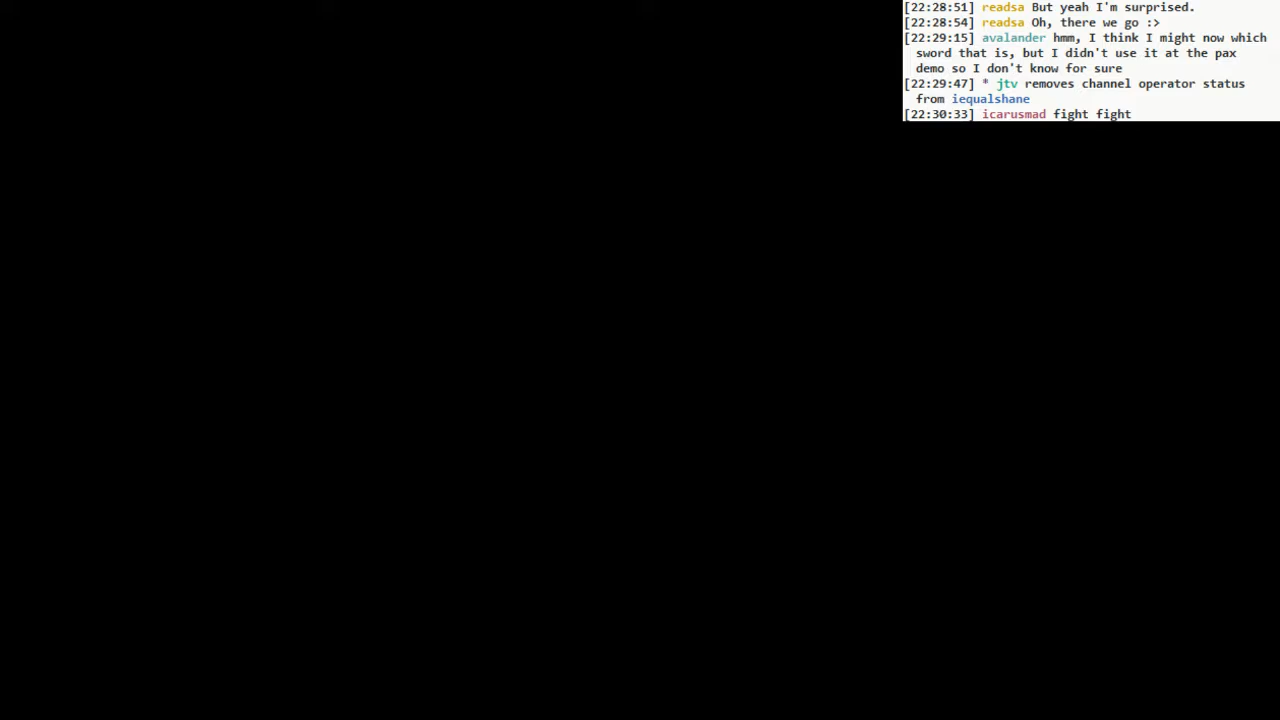 [22:28:51] readsa But yeah I'm surprised.
[22:28:54] readsa Oh, there we go :>
[22:29:15] avalander hmm, I think I might now which
sword that is, but I didn't use it at the pax
demo so I don't know for sure
[22:29:47] * jtv removes channel operator status
from iequalshane
[22:30:33] icarusmad fight fight